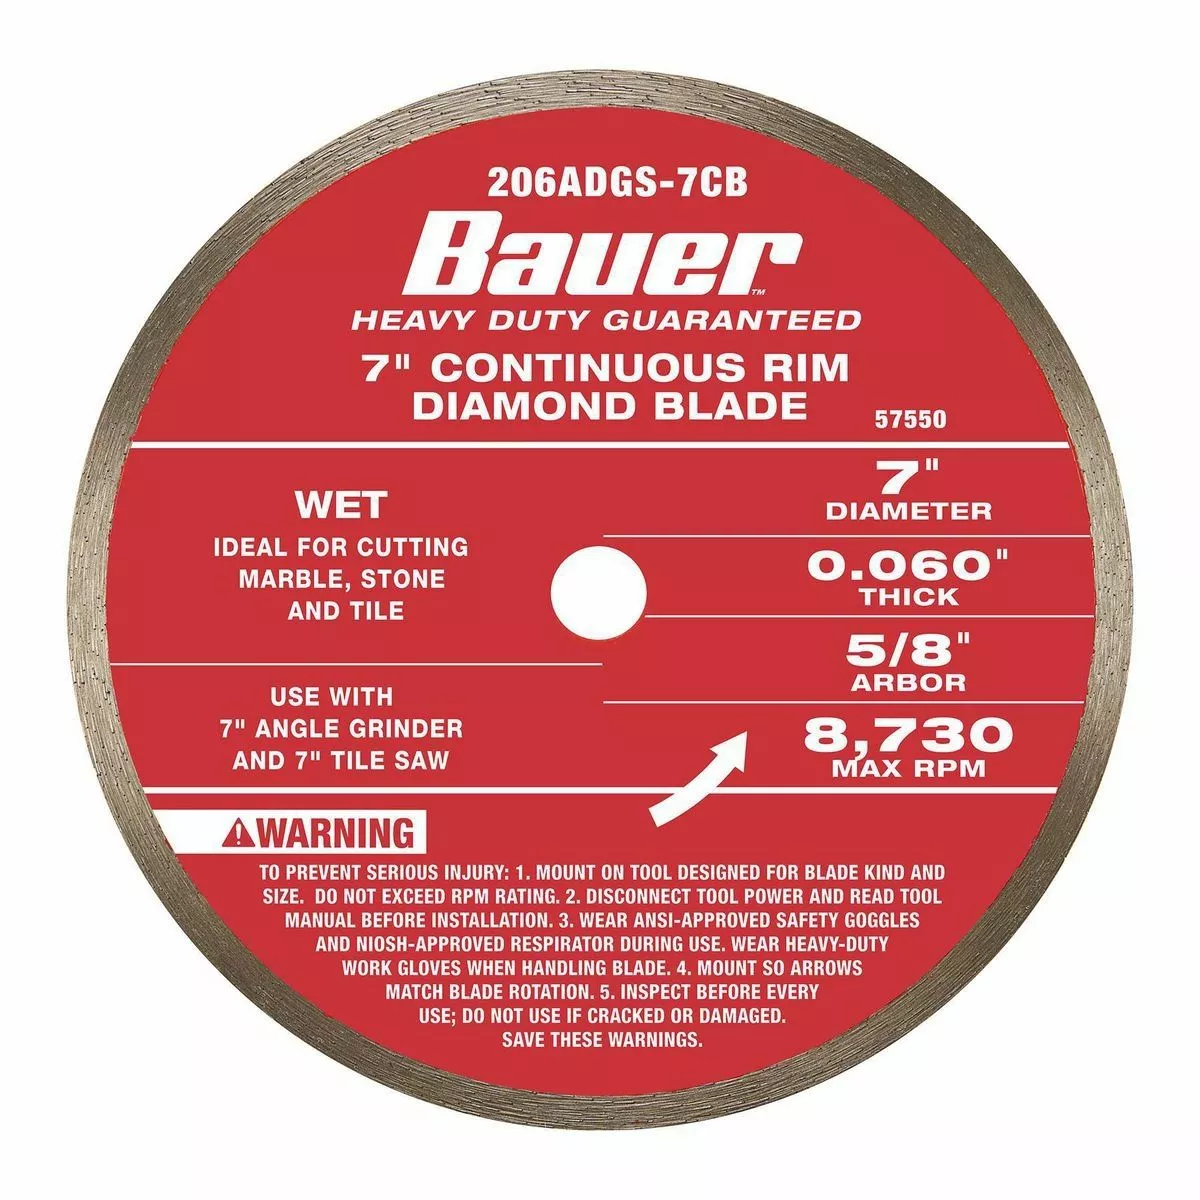 206ADGS-7CB
Bauer™
HEAVY DUTY GUARANTEED
7" CONTINUOUS RIM
DIAMOND BLADE
57550
WET
IDEAL FOR CUTTING
MARBLE, STONE
AND TILE
USE WITH
7" ANGLE GRINDER
AND 7" TILE SAW
7"
DIAMETER
0.060"
THICK
5/8"
ARBOR
8,730
MAX RPM
⚠WARNING
TO PREVENT SERIOUS INJURY: 1. MOUNT ON TOOL DESIGNED FOR BLADE KIND AND
SIZE. DO NOT EXCEED RPM RATING. 2. DISCONNECT TOOL POWER AND READ TOOL
MANUAL BEFORE INSTALLATION. 3. WEAR ANSI-APPROVED SAFETY GOGGLES
AND NIOSH-APPROVED RESPIRATOR DURING USE. WEAR HEAVY-DUTY
WORK GLOVES WHEN HANDLING BLADE. 4. MOUNT SO ARROWS
MATCH BLADE ROTATION. 5. INSPECT BEFORE EVERY
USE; DO NOT USE IF CRACKED OR DAMAGED.
SAVE THESE WARNINGS.